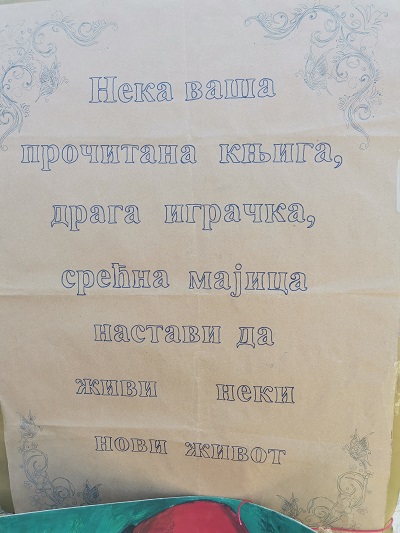 Нека ваша
прочитана књига,
драга играчка,
срећна мајица
настави да
живи неки
нови живот